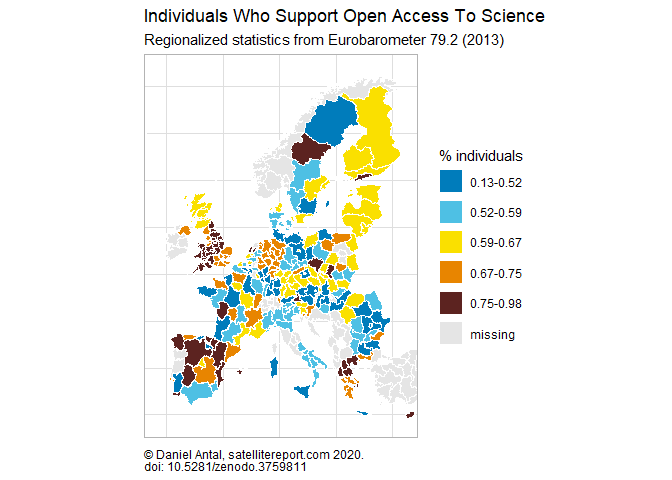 Individuals Who Support Open Access To Science
Regionalized statistics from Eurobarometer 79.2 (2013)
% individuals
0.13-0.52
0.52-0.59
0.59-0.67
0.67-0.75
0.75-0.98
missing
© Daniel Antal, satellitereport.com 2020.
doi: 10.5281/zenodo.3759811